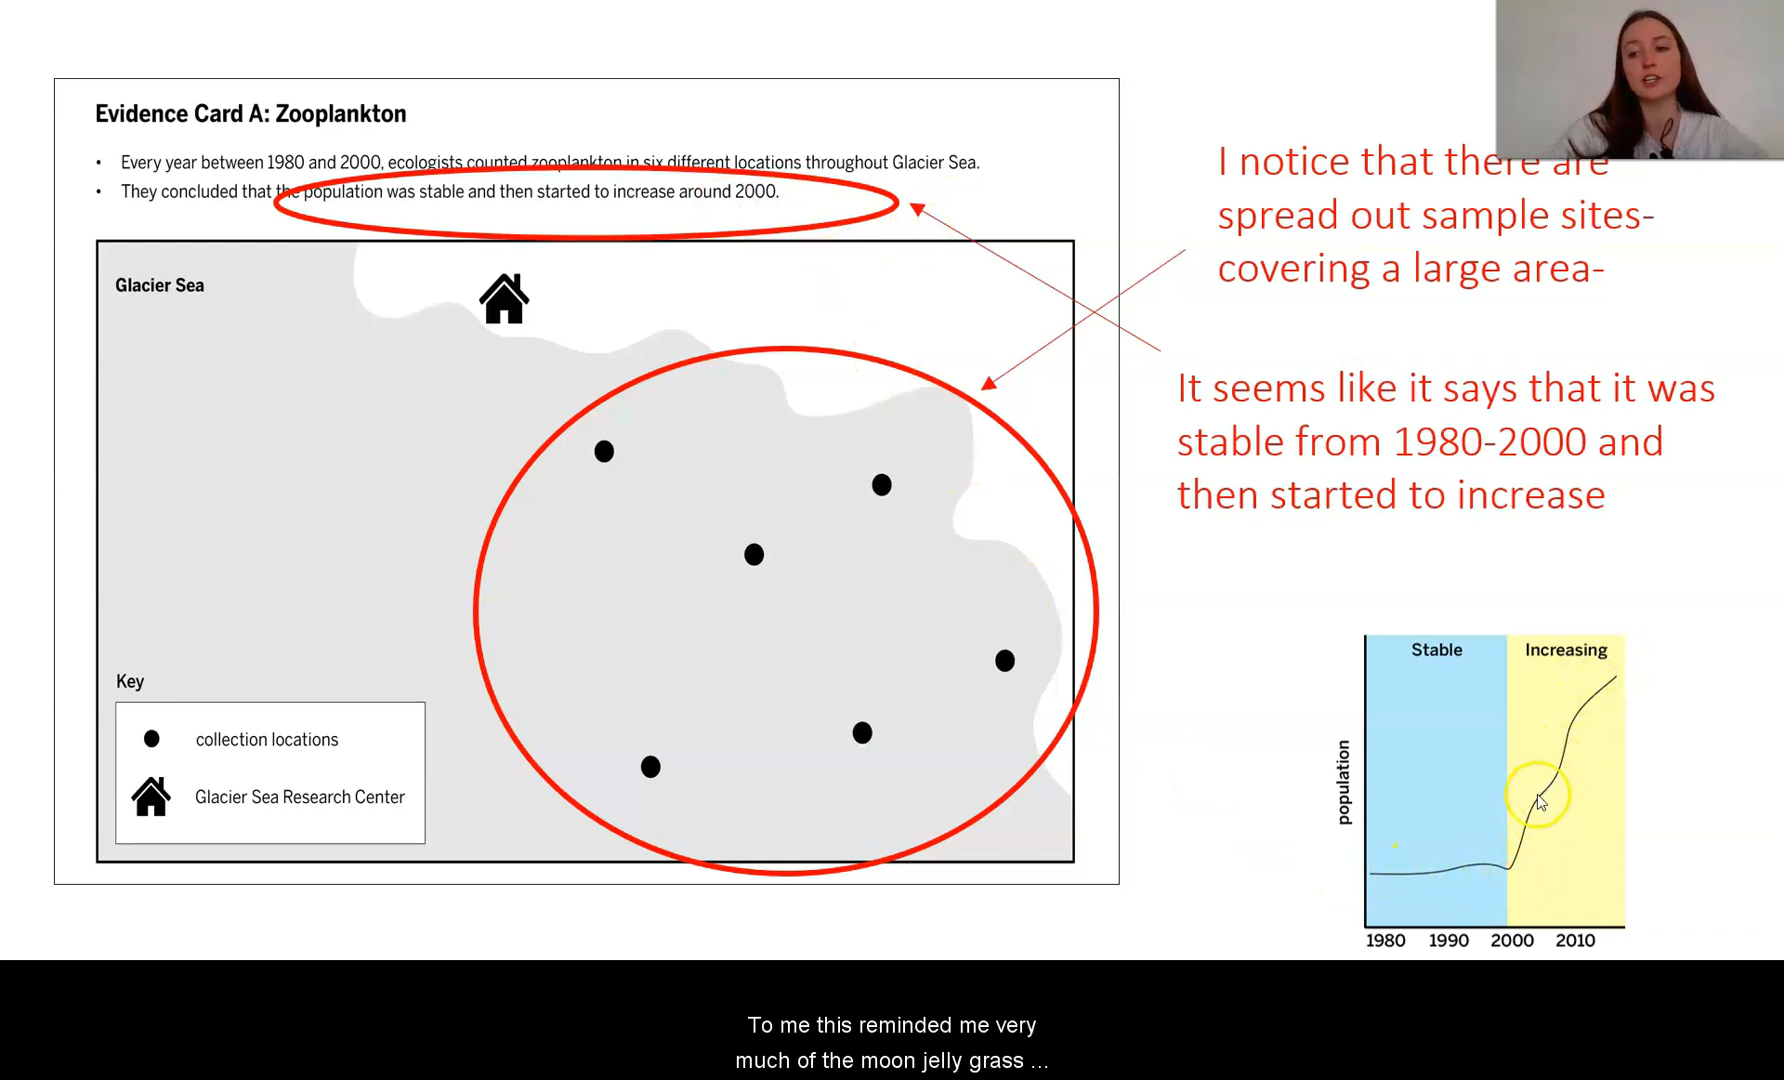 Evidence Card A: Zooplankton
• Every year between 1980 and 2000, ecologists counted zooplankton in six different locations throughout Glacier Sea.
• They concluded that the population was stable and then started to increase around 2000.
Glacier Sea
Key
collection locations
Glacier Sea Research Center
I notice that there are
spread out sample sites-
covering a large area-
It seems like it says that it was
stable from 1980-2000 and
then started to increase
Stable Increasing
population
1980 1990 2000 2010
To me this reminded me very
much of the moon jelly grass ...